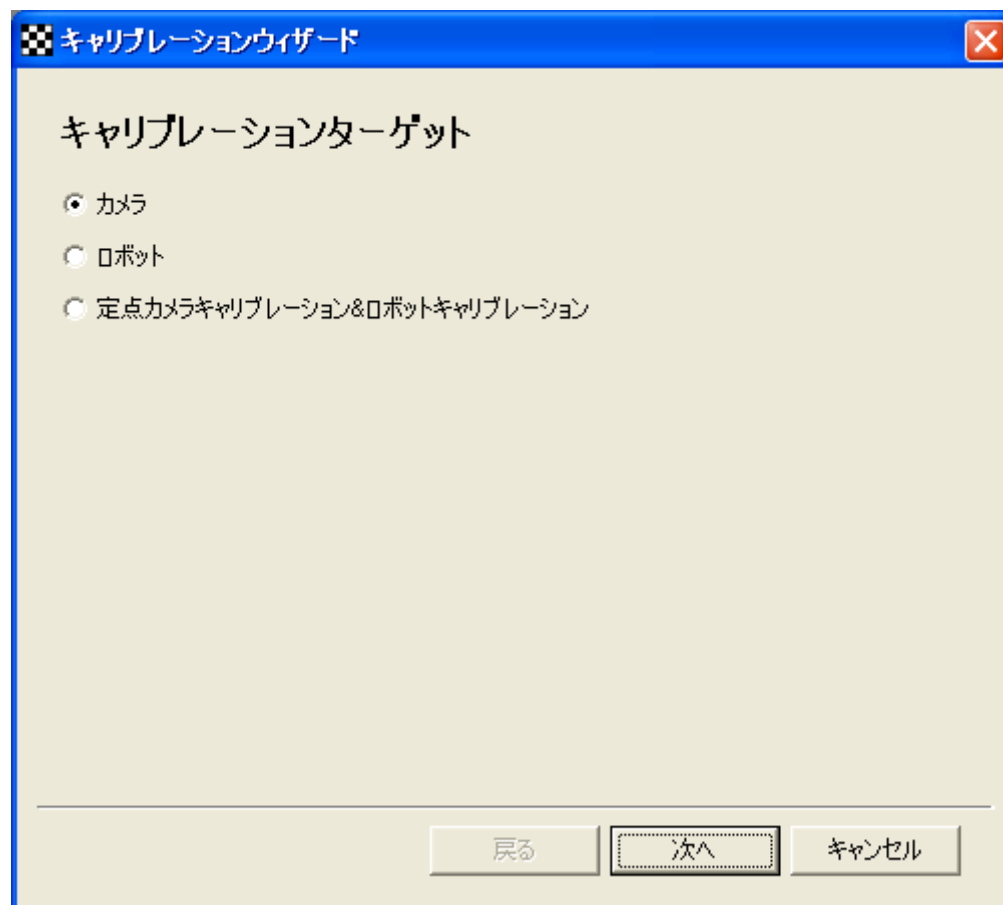 キャリブレーションウィザード
キャリブレーションターゲット
カメラ
ロボット
定点カメラキャリブレーション&ロボットキャリブレーション
戻る
次へ
キャンセル